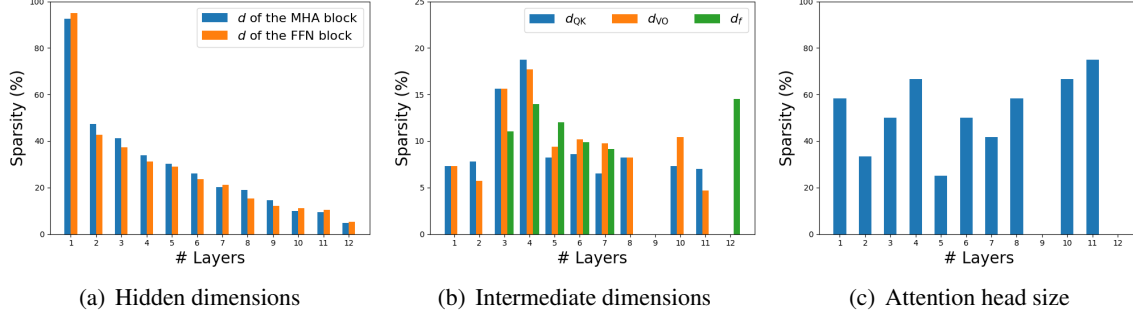 100
80
60
40
20
0
Sparsity (%)
d of the MHA block
d of the FFN block
1 2 3 4 5 6 7 8 9 10 11 12
# Layers
(a) Hidden dimensions
25
20
15
10
5
0
Sparsity (%)
d_QK d_VO d_f
1 2 3 4 5 6 7 8 9 10 11 12
# Layers
(b) Intermediate dimensions
100
80
60
40
20
0
Sparsity (%)
1 2 3 4 5 6 7 8 9 10 11 12
# Layers
(c) Attention head size